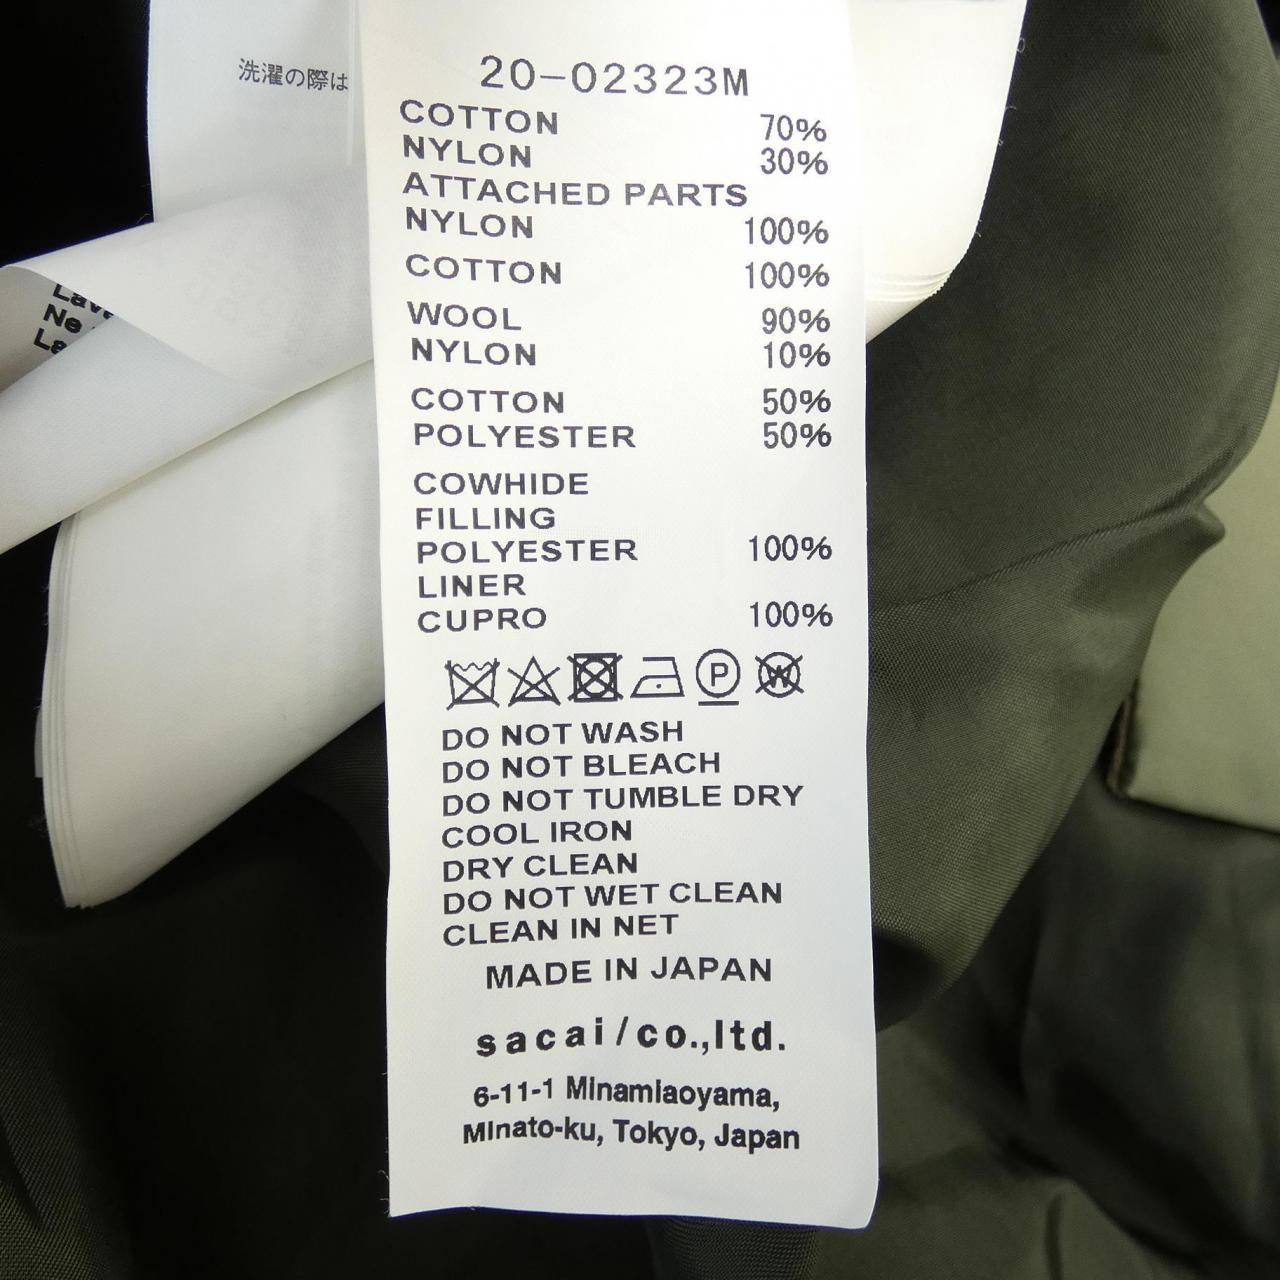 洗濯の際は
20-02323M
COTTON 70%
NYLON 30%
ATTACHED PARTS
NYLON 100%
COTTON 100%
WOOL 90%
NYLON 10%
COTTON 50%
POLYESTER 50%
COWHIDE
FILLING
POLYESTER 100%
LINER
CUPRO 100%
P W
DO NOT WASH
DO NOT BLEACH
DO NOT TUMBLE DRY
COOL IRON
DRY CLEAN
DO NOT WET CLEAN
CLEAN IN NET
MADE IN JAPAN
sacai/co.,ltd.
6-11-1 Minamiaoyama,
Minato-ku, Tokyo, Japan
Ne